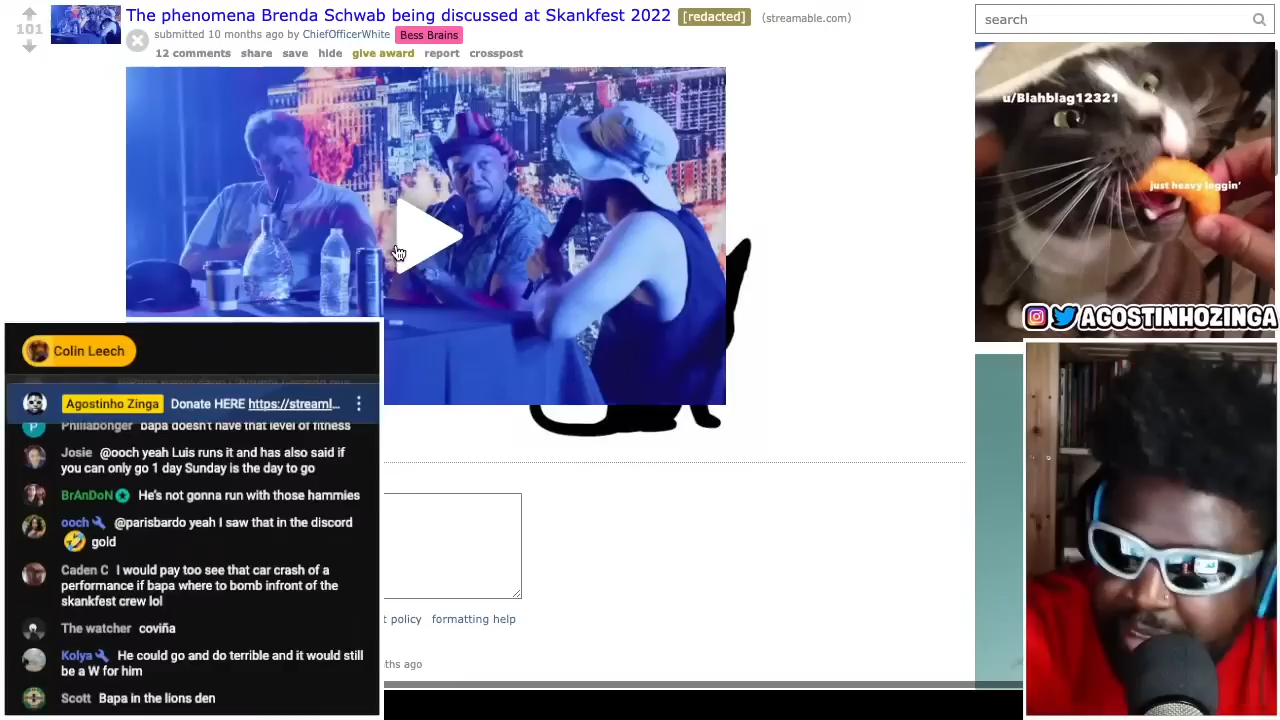 The phenomena Brenda Schwab being discussed at Skankfest 2022 [redacted] (streamable.com)
101
submitted 10 months ago by ChiefOfficerWhite Bess Brains
12 comments share save hide give award report crosspost
search
u/Blahblag12321
just heavy loggin'
AGOSTINHOZINGA
Colin Leech
Agostinho Zinga Donate HERE https://streaml...
P Philiabonger bapa doesn't have that level of fitness
Josie @ooch yeah Luis runs it and has also said if
you can only go 1 day Sunday is the day to go
BrAnDoN He's not gonna run with those hammies
ooch @parisbardo yeah I saw that in the discord
gold
Caden C I would pay too see that car crash of a
performance if bapa where to bomb infront of the
skankfest crew lol
The watcher coviña
Kolya He could go and do terrible and it would still
be a W for him
Scott Bapa in the lions den
t policy formatting help
ths ago